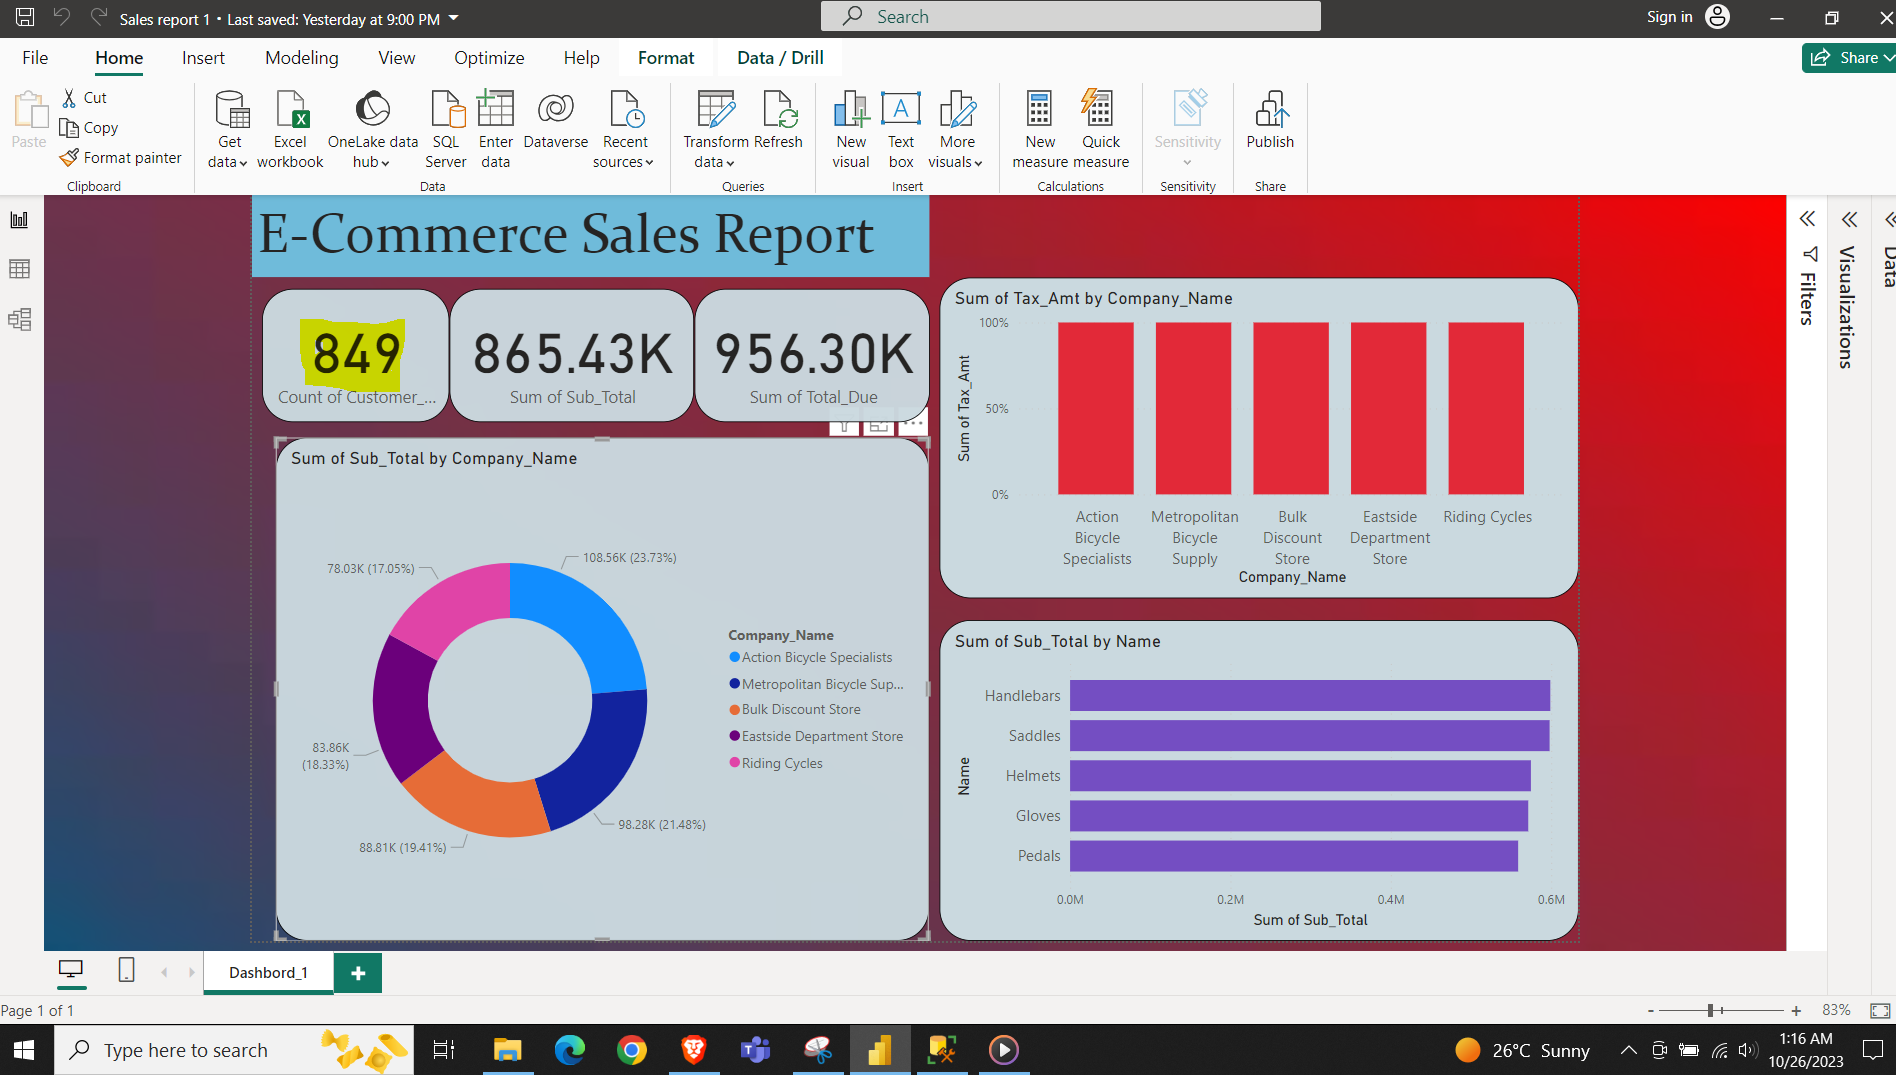 Sales report 1 • Last saved: Yesterday at 9:00 PM
Search
Sign in
File Home Insert Modeling View Optimize Help Format Data / Drill
Share
Paste
Cut
Copy
Format painter
Clipboard
Get data
Excel workbook
OneLake data hub
SQL Server
Enter data
Dataverse
Recent sources
Data
Transform data
Refresh
Queries
New visual
Text box
More visuals
Insert
New measure
Quick measure
Calculations
Sensitivity
Sensitivity
Publish
Share
E-Commerce Sales Report
849
Count of Customer_...
865.43K
Sum of Sub_Total
956.30K
Sum of Total_Due
Sum of Sub_Total by Company_Name
108.56K (23.73%)
78.03K (17.05%)
83.86K
(18.33%)
98.28K (21.48%)
88.81K (19.41%)
Company_Name
Action Bicycle Specialists
Metropolitan Bicycle Sup...
Bulk Discount Store
Eastside Department Store
Riding Cycles
Sum of Tax_Amt by Company_Name
100%
50%
0%
Sum of Tax_Amt
Action
Bicycle
Specialists
Metropolitan
Bicycle
Supply
Bulk
Discount
Store
Eastside
Department
Store
Riding Cycles
Company_Name
Sum of Sub_Total by Name
Name
Handlebars
Saddles
Helmets
Gloves
Pedals
0.0M 0.2M 0.4M 0.6M
Sum of Sub_Total
Filters
Visualizations
Data
Dashbord_1
+
Page 1 of 1
- + 83%
Type here to search
26°C Sunny
1:16 AM
10/26/2023